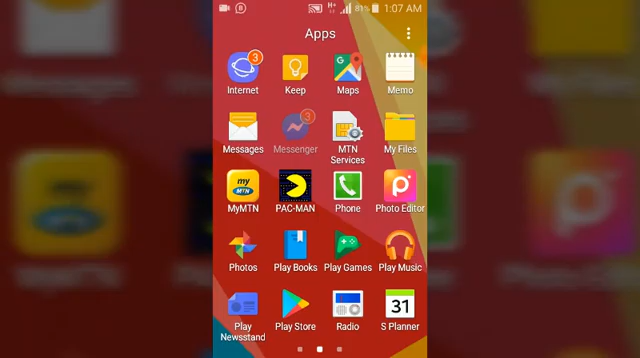 B H+ 81% 1:07 AM
Apps
3
Internet Keep Maps Memo
3
Messages Messenger MTN Services My Files
my MTN
MyMTN PAC-MAN Phone Photo Editor
Photos Play Books Play Games Play Music
31
Play Newsstand Play Store Radio S Planner